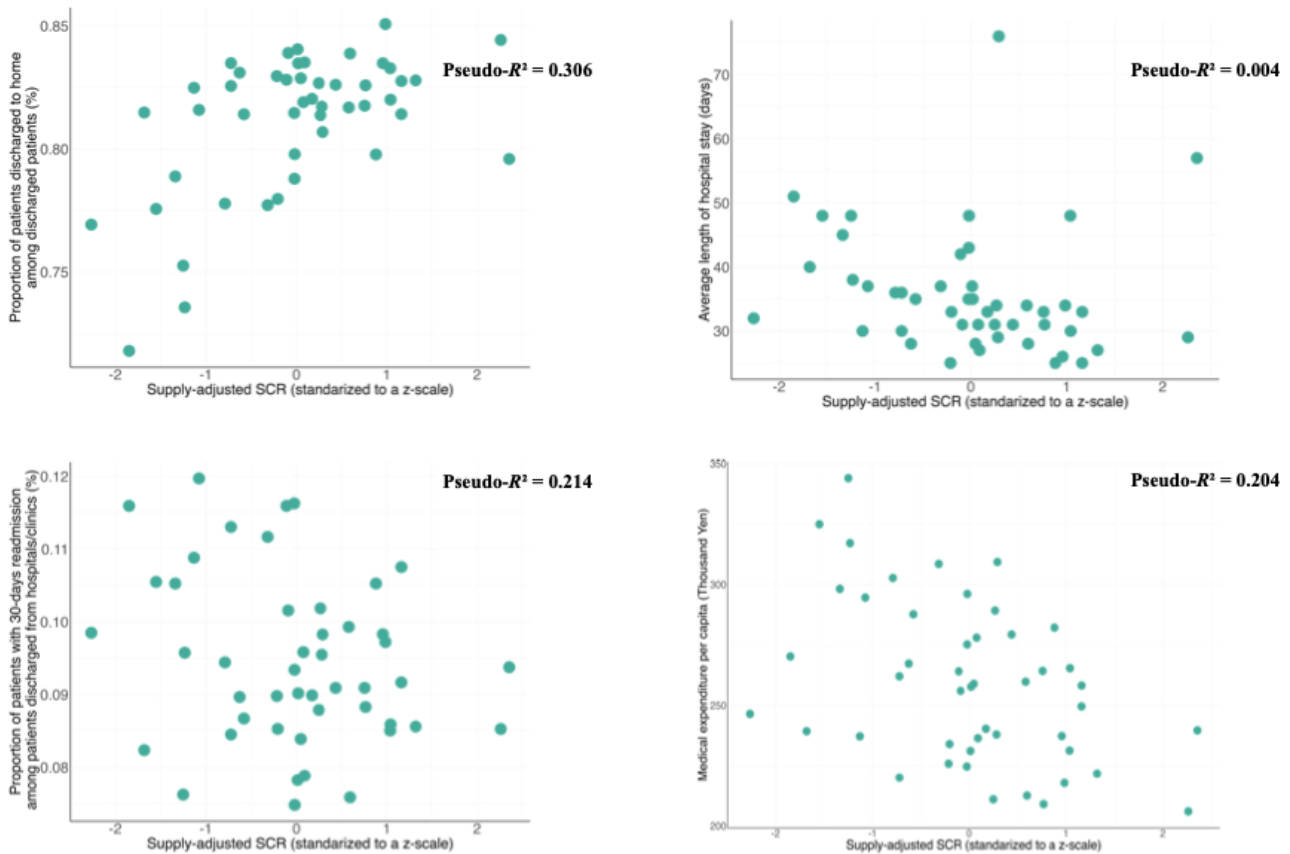 Proportion of patients discharged to home
among discharged patients (%)
0.85
0.80
0.75
Pseudo-R² = 0.306
-2 -1 0 1 2
Supply-adjusted SCR (standarized to a z-scale)
Average length of hospital stay (days)
70
60
50
40
30
Pseudo-R² = 0.004
-2 -1 0 1 2
Supply-adjusted SCR (standarized to a z-scale)
Proportion of patients with 30-days readmission
among patients discharged from hospitals/clinics (%)
0.12
0.11
0.10
0.09
0.08
Pseudo-R² = 0.214
-2 -1 0 1 2
Supply-adjusted SCR (standarized to a z-scale)
Medical expenditure per capita (Thousand Yen)
350
300
250
200
Pseudo-R² = 0.204
-2 -1 0 1 2
Supply-adjusted SCR (standarized to a z-scale)